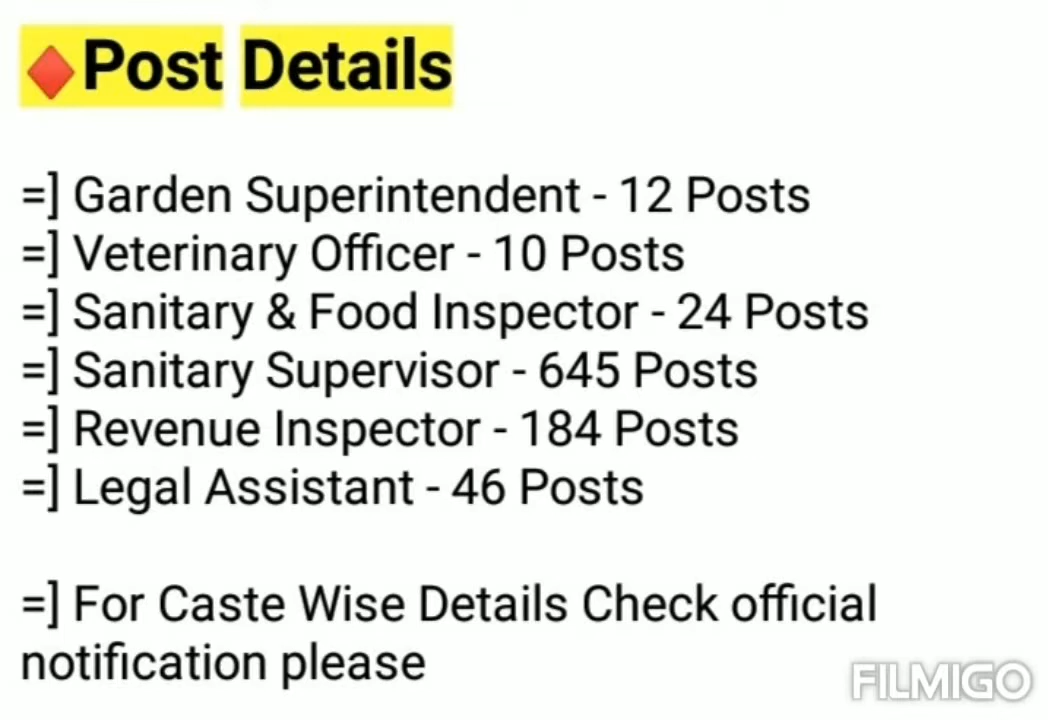 ♦Post Details
=] Garden Superintendent - 12 Posts
=] Veterinary Officer - 10 Posts
=] Sanitary & Food Inspector - 24 Posts
=] Sanitary Supervisor - 645 Posts
=] Revenue Inspector - 184 Posts
=] Legal Assistant - 46 Posts
=] For Caste Wise Details Check official
notification please
FILMIGO